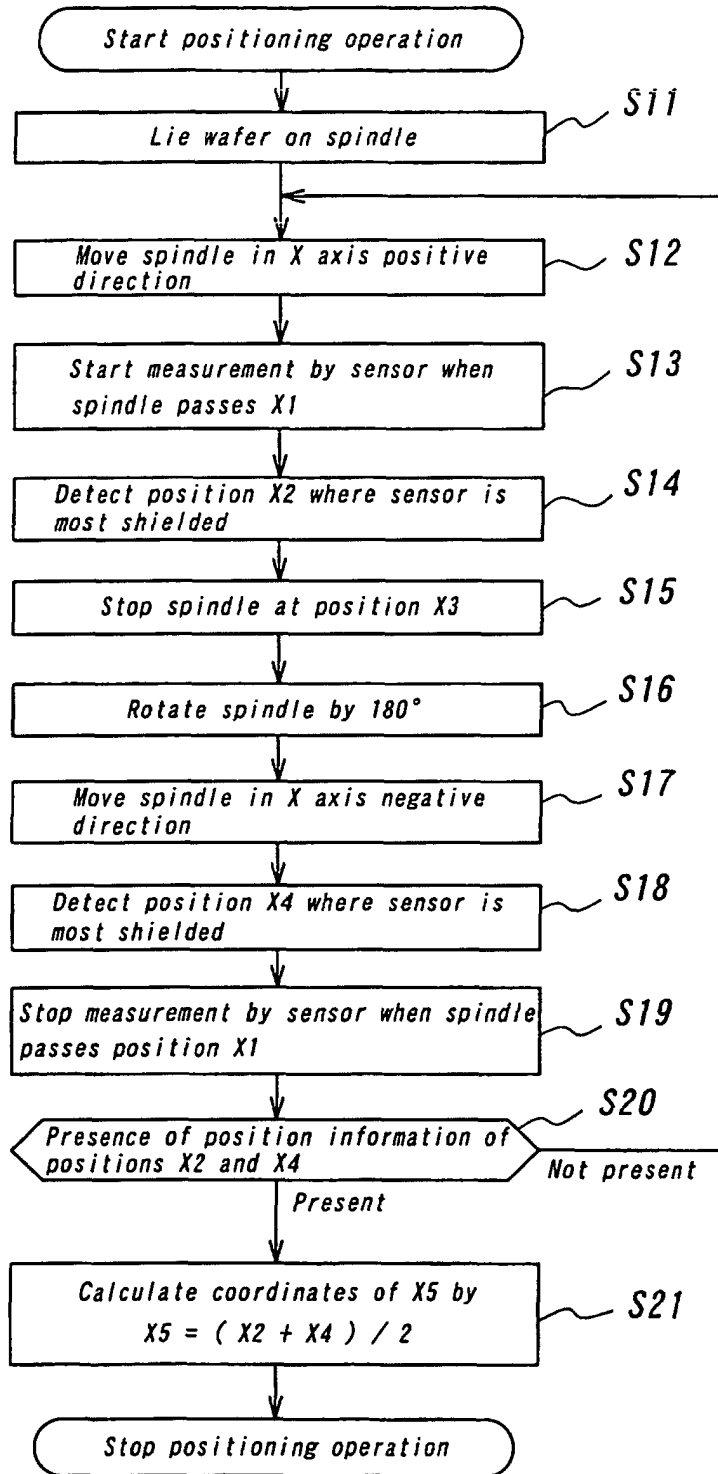 Start positioning operation
S11
Lie wafer on spindle
S12
Move spindle in X axis positive
direction
S13
Start measurement by sensor when
spindle passes X1
S14
Detect position X2 where sensor is
most shielded
S15
Stop spindle at position X3
S16
Rotate spindle by 180°
S17
Move spindle in X axis negative
direction
S18
Detect position X4 where sensor is
most shielded
S19
Stop measurement by sensor when spindle
passes position X1
S20
Presence of position information of
positions X2 and X4
Not present
Present
Calculate coordinates of X5 by
X5 = ( X2 + X4 ) / 2
S21
Stop positioning operation